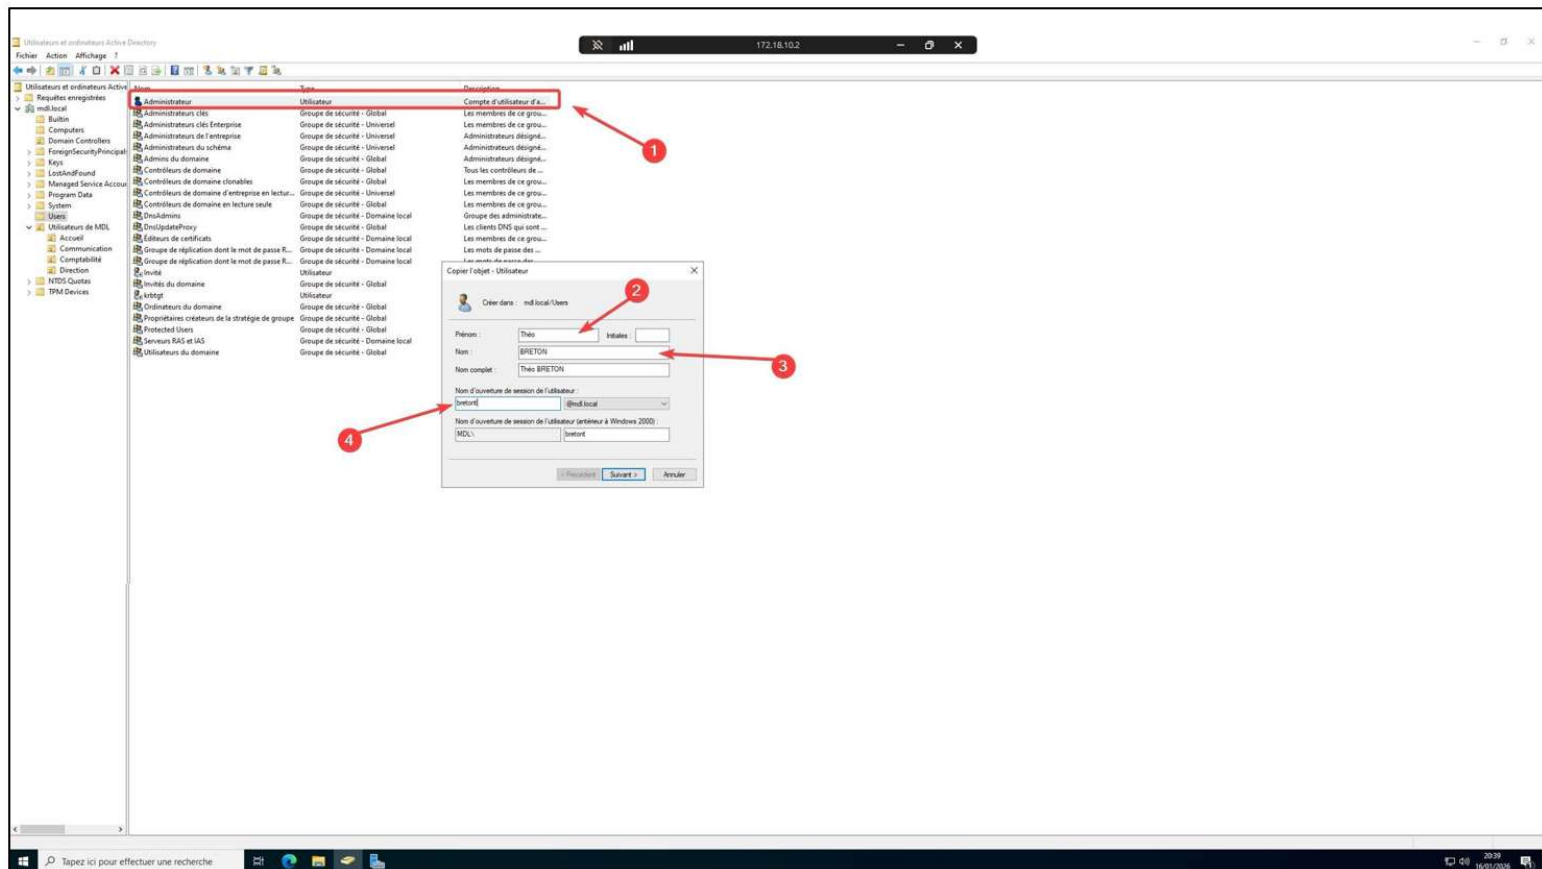 Utilisateurs et ordinateurs Active Directory
172.18.10.2
Fichier Action Affichage ?
Utilisateurs et ordinateurs Active
Requêtes enregistrées
mdl.local
Builtin
Computers
Domain Controllers
ForeignSecurityPrincipals
Keys
LostAndFound
Managed Service Accou
Program Data
System
Users
Utilisateurs de MDL
Accueil
Communication
Comptabilité
Direction
NTDS Quotas
TPM Devices
Nom Type Description
Administrateur Utilisateur Compte d'utilisateur d'a...
Administrateurs clés Groupe de sécurité - Global Les membres de ce grou...
Administrateurs clés Enterprise Groupe de sécurité - Universel Les membres de ce grou...
Administrateurs de l'entreprise Groupe de sécurité - Universel Administrateurs désigné...
Administrateurs du schéma Groupe de sécurité - Universel Administrateurs désigné...
Admins du domaine Groupe de sécurité - Global Administrateurs désigné...
Contrôleurs de domaine Groupe de sécurité - Global Tous les contrôleurs de ...
Contrôleurs de domaine clonables Groupe de sécurité - Global Les membres de ce grou...
Contrôleurs de domaine d'entreprise en lectur... Groupe de sécurité - Universel Les membres de ce grou...
Contrôleurs de domaine en lecture seule Groupe de sécurité - Global Les membres de ce grou...
DnsAdmins Groupe de sécurité - Domaine local Groupe des administrate...
DnsUpdateProxy Groupe de sécurité - Global Les clients DNS qui sont ...
Éditeurs de certificats Groupe de sécurité - Domaine local Les membres de ce grou...
Groupe de réplication dont le mot de passe R... Groupe de sécurité - Domaine local Les mots de passe des ...
Groupe de réplication dont le mot de passe R... Groupe de sécurité - Domaine local Les mots de passe des
Invité Utilisateur
Invités du domaine Groupe de sécurité - Global
krbtgt Utilisateur
Ordinateurs du domaine Groupe de sécurité - Global
Propriétaires créateurs de la stratégie de groupe Groupe de sécurité - Global
Protected Users Groupe de sécurité - Global
Serveurs RAS et IAS Groupe de sécurité - Domaine local
Utilisateurs du domaine Groupe de sécurité - Global
1
Copier l'objet - Utilisateur
2
Créer dans : mdl.local/Users
Prénom : Théo Initiales :
Nom : BRETON
3
Nom complet : Théo BRETON
Nom d'ouverture de session de l'utilisateur :
bretont @mdl.local
4
Nom d'ouverture de session de l'utilisateur (antérieur à Windows 2000) :
MDL\ bretont
< Précédent Suivant > Annuler
Tapez ici pour effectuer une recherche
20:39
16/01/2026